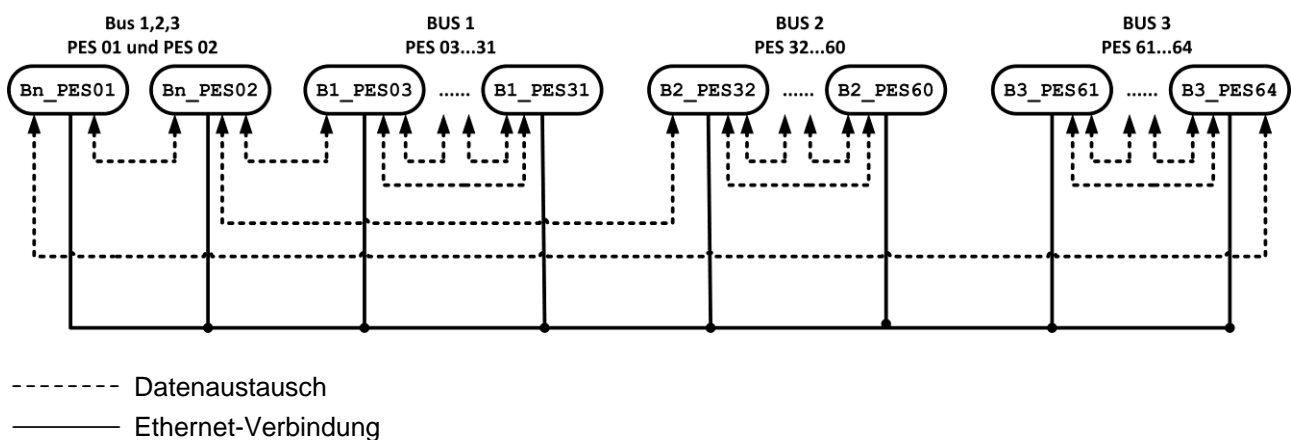 Bus 1,2,3
PES 01 und PES 02
BUS 1
PES 03...31
BUS 2
PES 32...60
BUS 3
PES 61...64
Bn_PES01
Bn_PES02
B1_PES03
......
B1_PES31
B2_PES32
......
B2_PES60
B3_PES61
......
B3_PES64
Datenaustausch
Ethernet-Verbindung